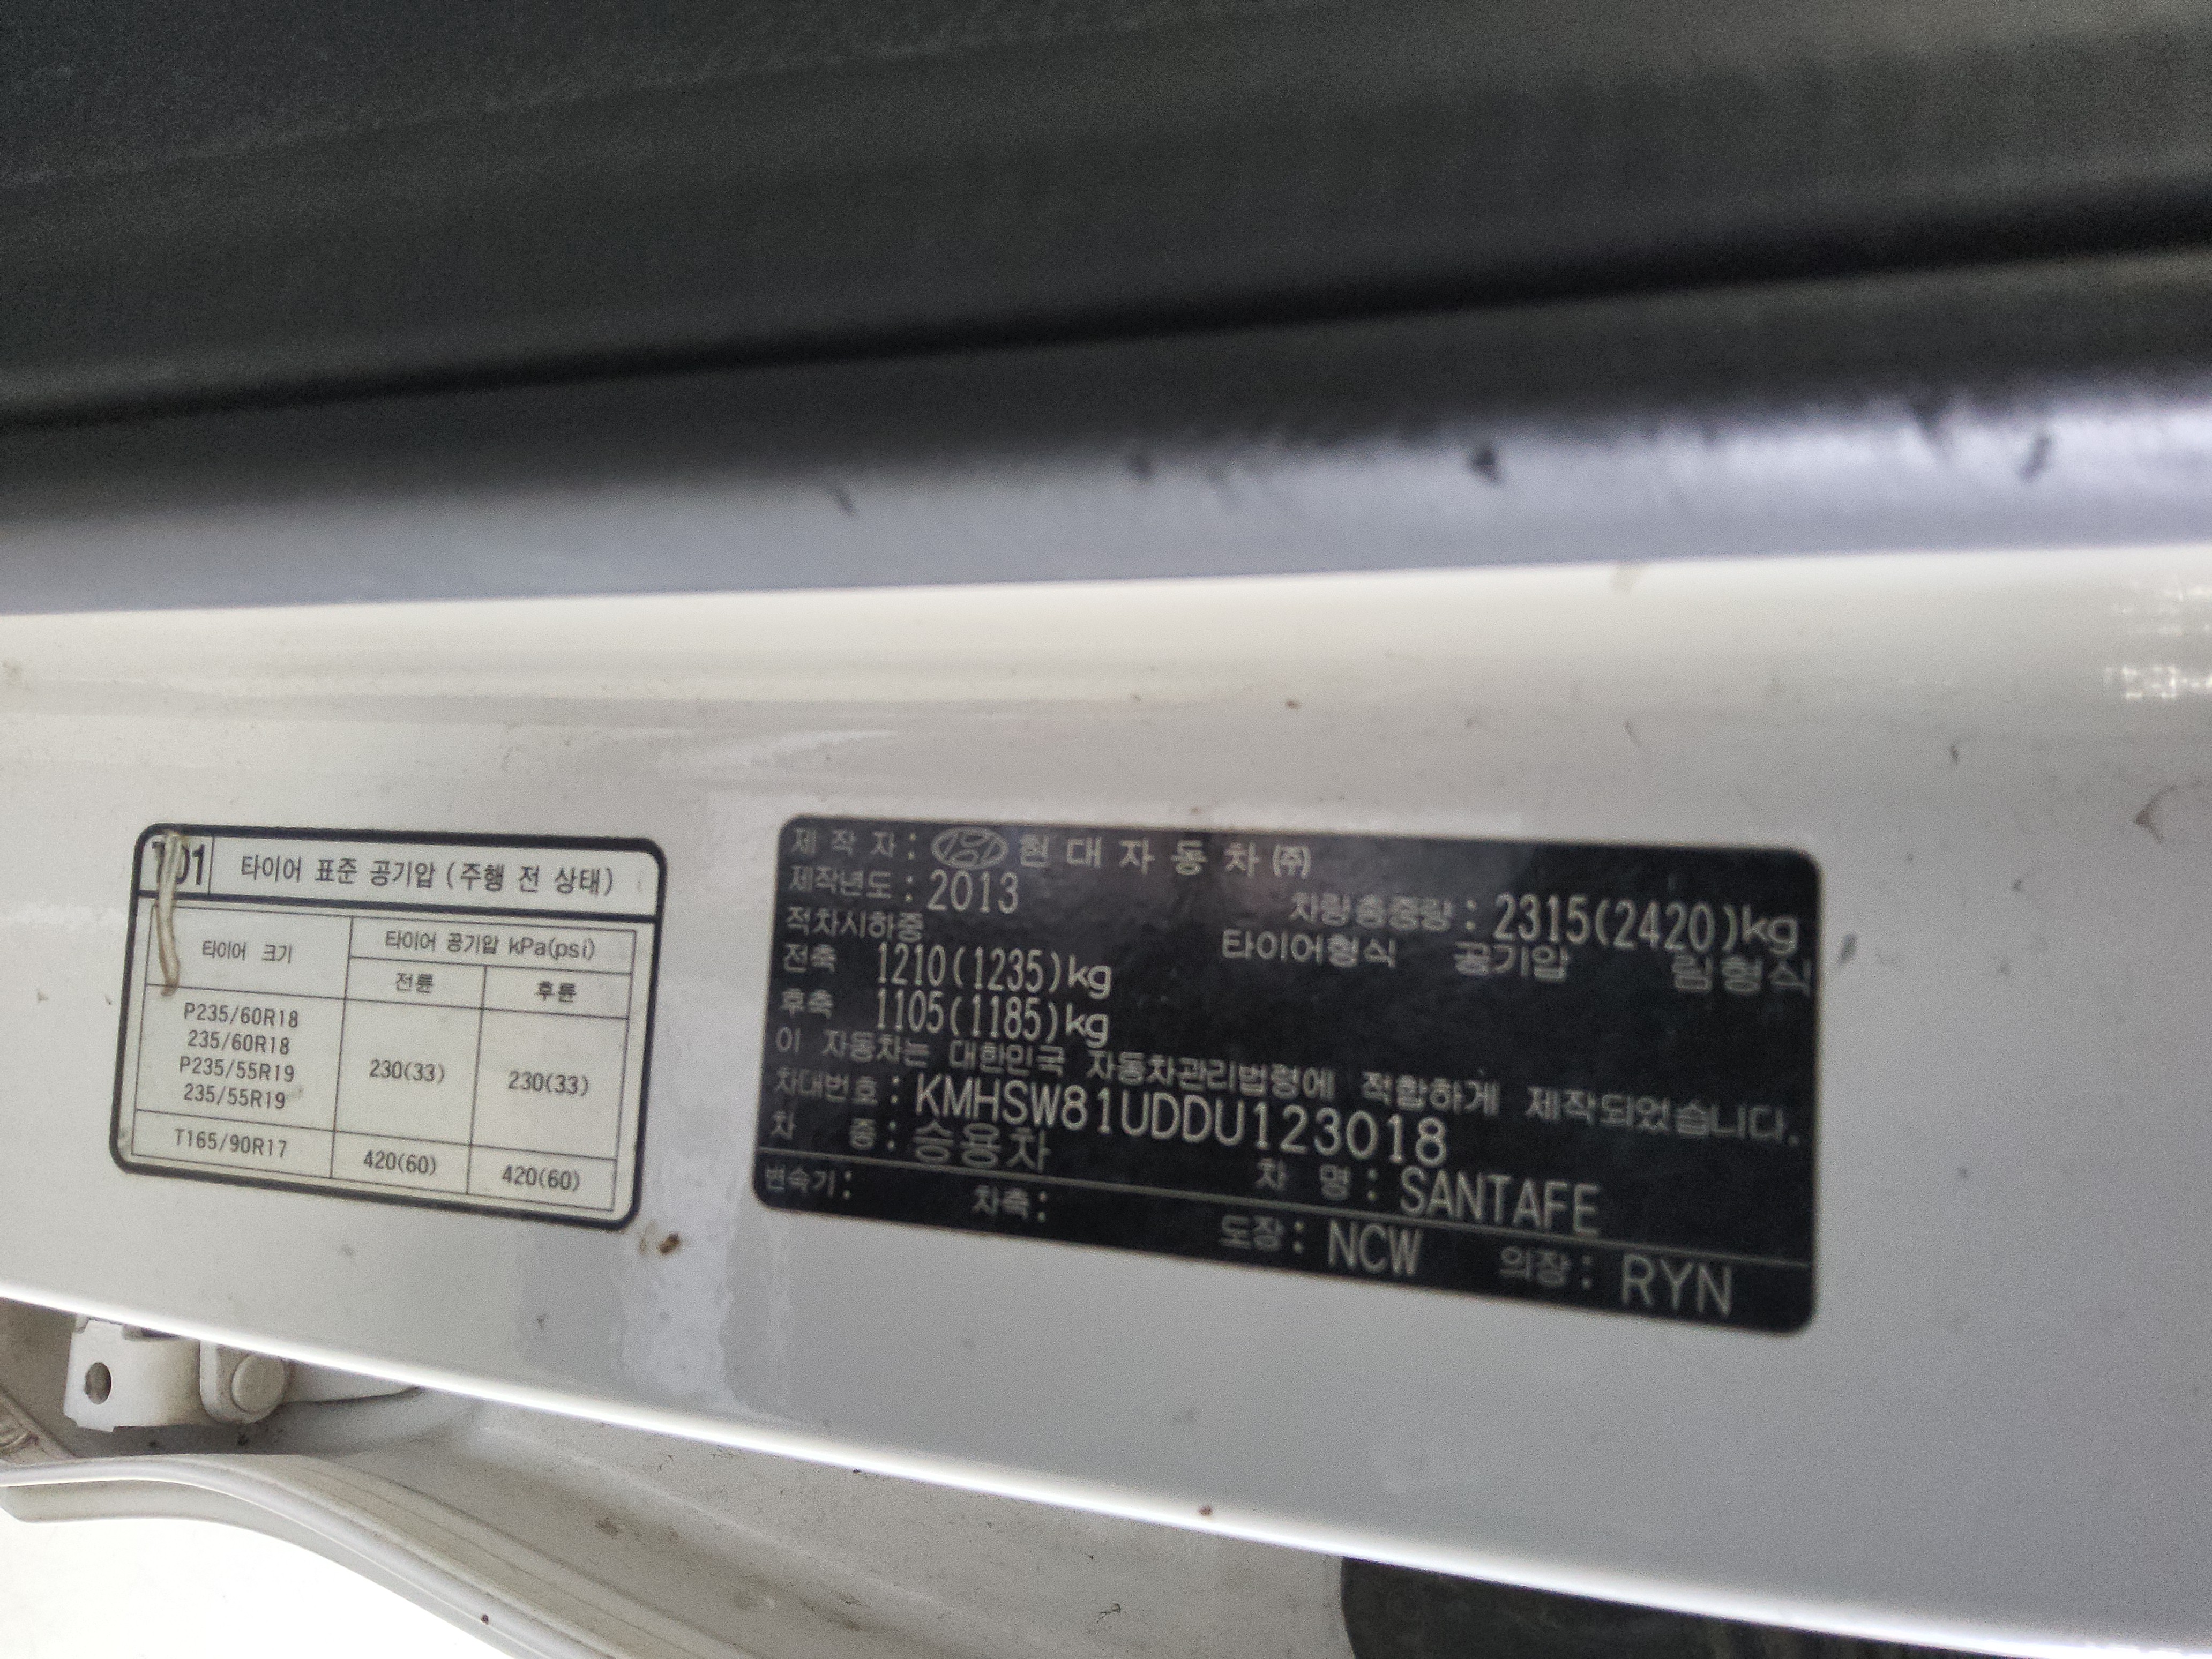 T01 타이어 표준 공기압 (주행 전 상태)
타이어 크기
타이어 공기압 kPa(psi)
전륜 후륜
P235/60R18
235/60R18
P235/55R19
235/55R19
230(33) 230(33)
T165/90R17 420(60) 420(60)
제작자: 현대자동차㈜
제작년도: 2013 차량총중량: 2315(2420)kg
적차시하중 타이어형식 공기압 림형식
전축 1210(1235)kg
후축 1105(1185)kg
이 자동차는 대한민국 자동차관리법령에 적합하게 제작되었습니다.
차대번호: KMHSW81UDDU123018
차 종: 승용차 차 명: SANTAFE
변속기: 차축: 도장: NCW 의장: RYN